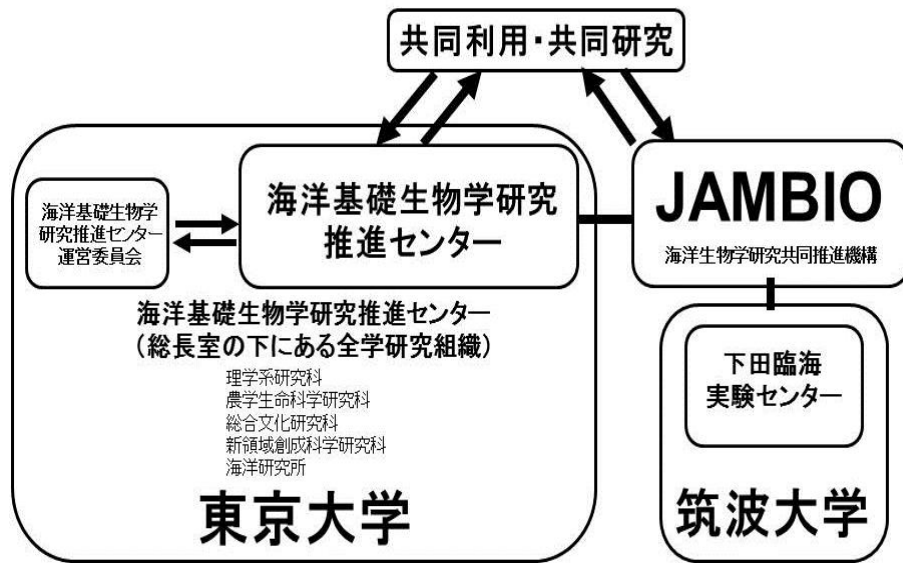 共同利用・共同研究
海洋基礎生物学
研究推進センター
運営委員会
海洋基礎生物学研究
推進センター
JAMBIO
海洋生物学研究共同推進機構
海洋基礎生物学研究推進センター
（総長室の下にある全学研究組織）
理学系研究科
農学生命科学研究科
総合文化研究科
新領域創成科学研究科
海洋研究所
東京大学
下田臨海
実験センター
筑波大学